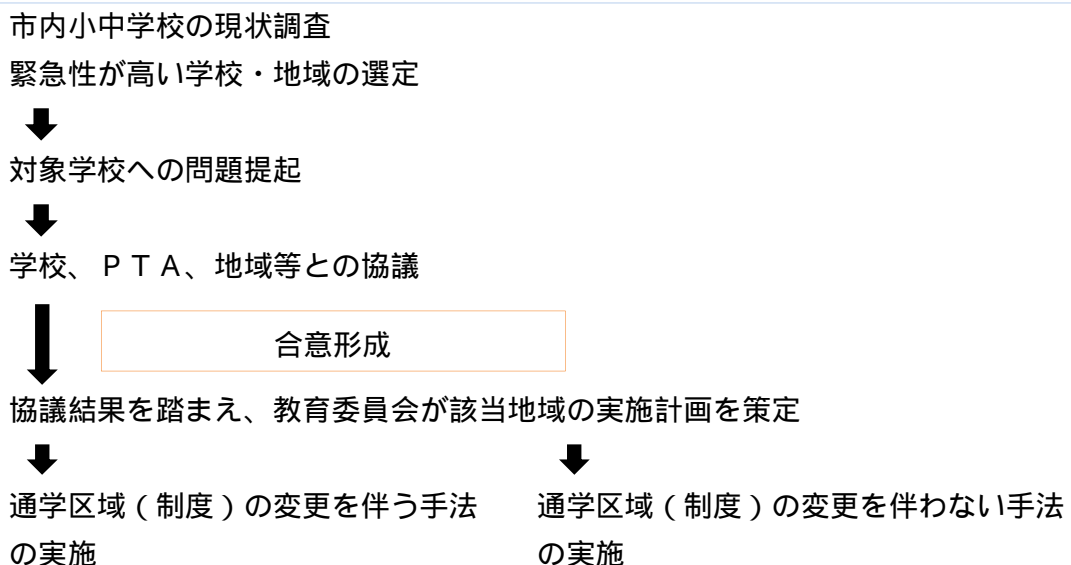 市内小中学校の現状調査
緊急性が高い学校・地域の選定
対象学校への問題提起
学校、ＰＴＡ、地域等との協議
合意形成
協議結果を踏まえ、教育委員会が該当地域の実施計画を策定
通学区域（制度）の変更を伴う手法
の実施
通学区域（制度）の変更を伴わない手法
の実施